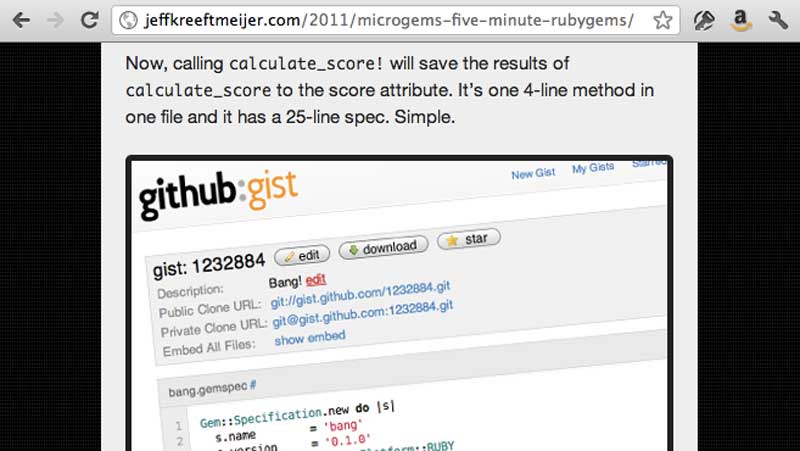 jeffkreeftmeijer.com/2011/microgems-five-minute-rubygems/
Now, calling calculate_score! will save the results of
calculate_score to the score attribute. It's one 4-line method in
one file and it has a 25-line spec. Simple.
github:gist
New Gist My Gists Starred
gist: 1232884 edit download star
Description: Bang! edit
Public Clone URL: git://gist.github.com/1232884.git
Private Clone URL: git@gist.github.com:1232884.git
Embed All Files: show embed
bang.gemspec #
1 Gem::Specification.new do |s|
2 s.name = 'bang'
s.version = '0.1.0'
Platform::RUBY